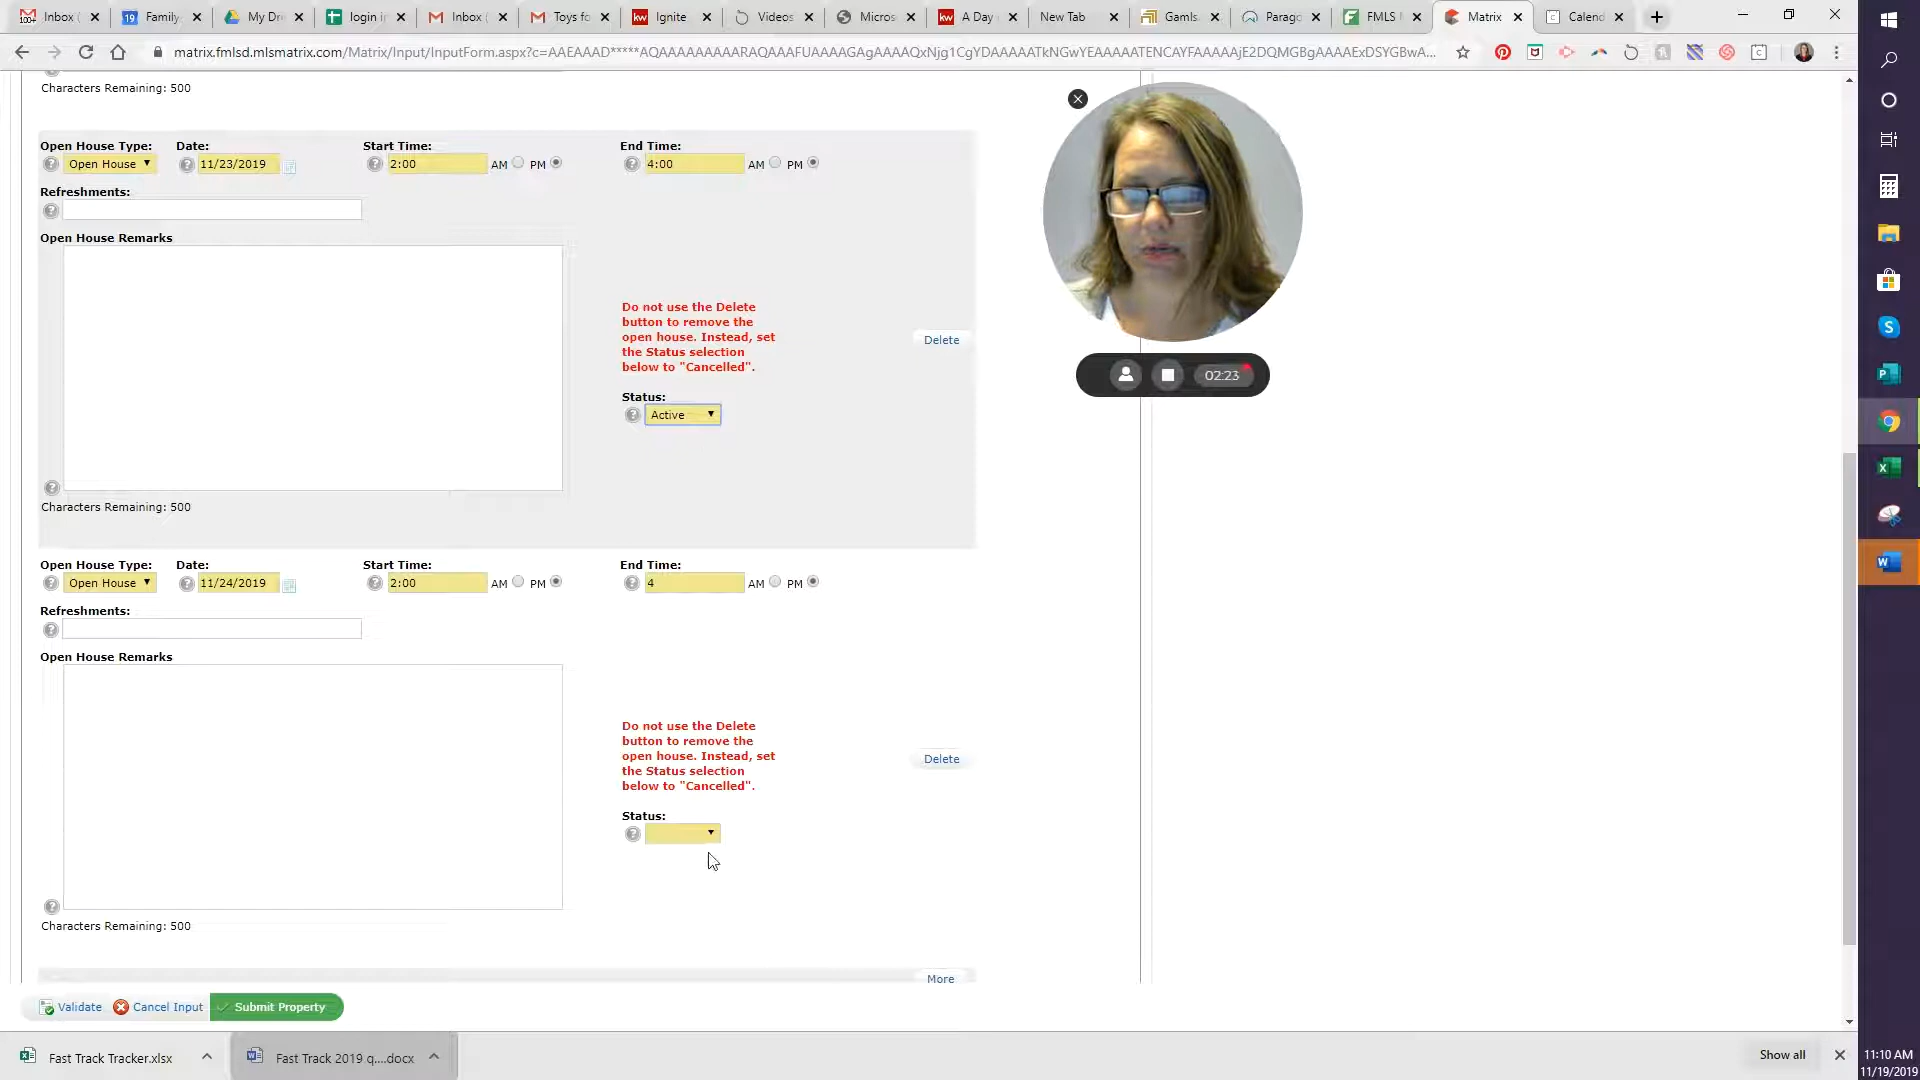 100+
Inbox (
19
Family
My Dr
login in
Inbox (
Toys fo
kw
Ignite
Videos
Micros
kw
A Day
New Tab
Gamls
Parago
FMLS
Matrix
Calend
matrix.fmlsd.mlsmatrix.com/Matrix/Input/InputForm.aspx?c=AAEAAAD*****AQAAAAAAAAARAQAAAFUAAAAGAgAAAAQxNjg1CgYDAAAAATkNGwYEAAAAATENCAYFAAAAAjE2DQMGBgAAAAExDSYGBwA...
Characters Remaining: 500
Open House Type:
Date:
Start Time:
End Time:
Open House
11/23/2019
2:00
AM
PM
4:00
AM
PM
Refreshments:
Open House Remarks
Do not use the Delete
button to remove the
open house. Instead, set
the Status selection
below to "Cancelled".
Delete
02:23
Status:
Active
Characters Remaining: 500
Open House Type:
Date:
Start Time:
End Time:
Open House
11/24/2019
2:00
AM
PM
4
AM
PM
Refreshments:
Open House Remarks
Do not use the Delete
button to remove the
open house. Instead, set
the Status selection
below to "Cancelled".
Delete
Status:
Characters Remaining: 500
More
Validate
Cancel Input
Submit Property
Fast Track Tracker.xlsx
Fast Track 2019 q....docx
Show all
11:10 AM
11/19/2019